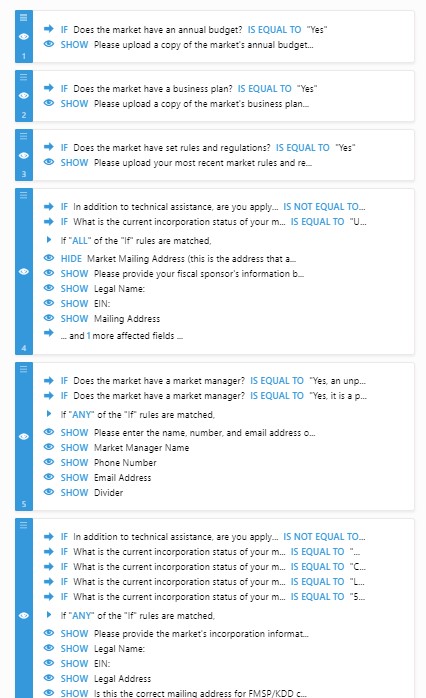 IF Does the market have an annual budget? IS EQUAL TO "Yes"
SHOW Please upload a copy of the market's annual budget...
1
IF Does the market have a business plan? IS EQUAL TO "Yes"
SHOW Please upload a copy of the market's business plan...
2
IF Does the market have set rules and regulations? IS EQUAL TO "Yes"
SHOW Please upload your most recent market rules and re...
3
IF In addition to technical assistance, are you apply... IS NOT EQUAL TO...
IF What is the current incorporation status of your m... IS EQUAL TO "U...
If "ALL" of the "If" rules are matched,
HIDE Market Mailing Address (this is the address that a...
SHOW Please provide your fiscal sponsor's information b...
SHOW Legal Name:
SHOW EIN:
SHOW Mailing Address
... and 1 more affected fields ...
4
IF Does the market have a market manager? IS EQUAL TO "Yes, an unp...
IF Does the market have a market manager? IS EQUAL TO "Yes, it is a p...
If "ANY" of the "If" rules are matched,
SHOW Please enter the name, number, and email address o...
SHOW Market Manager Name
SHOW Phone Number
SHOW Email Address
SHOW Divider
5
IF In addition to technical assistance, are you apply... IS NOT EQUAL TO...
IF What is the current incorporation status of your m... IS EQUAL TO "...
IF What is the current incorporation status of your m... IS EQUAL TO "C...
IF What is the current incorporation status of your m... IS EQUAL TO "L...
IF What is the current incorporation status of your m... IS EQUAL TO "5...
If "ANY" of the "If" rules are matched,
SHOW Please provide the market's incorporation informat...
SHOW Legal Name:
SHOW EIN:
SHOW Legal Address
SHOW Is this the correct mailing address for FMSP/KDD c...